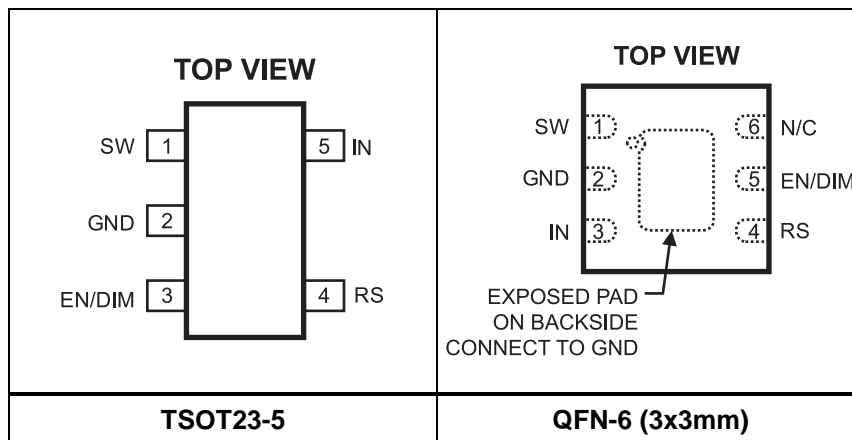 TOP VIEW
SW 1
5 IN
GND 2
EN/DIM 3
4 RS
TSOT23-5
TOP VIEW
SW 1
6 N/C
GND 2
5 EN/DIM
IN 3
4 RS
EXPOSED PAD
ON BACKSIDE
CONNECT TO GND
QFN-6 (3x3mm)